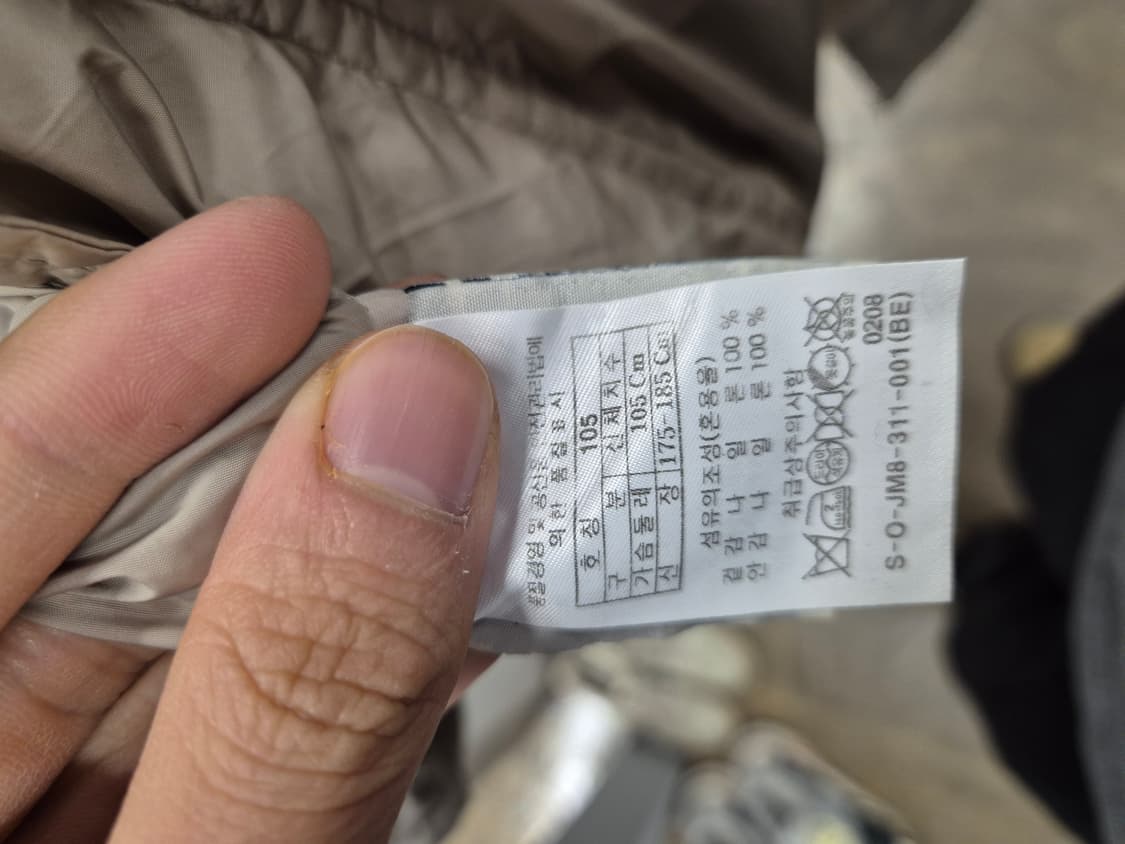 품질경영 및 공산품안전관리법에
의한 품질표시
호칭 105
구 분 신체치수
가슴둘레 105 Cm
신 장 175-185 Cm
섬유의조성(혼용율)
겉감 나일론 100 %
안감 나일론 100 %
취급상주의사항
0208
S-O-JM8-311-001(BE)